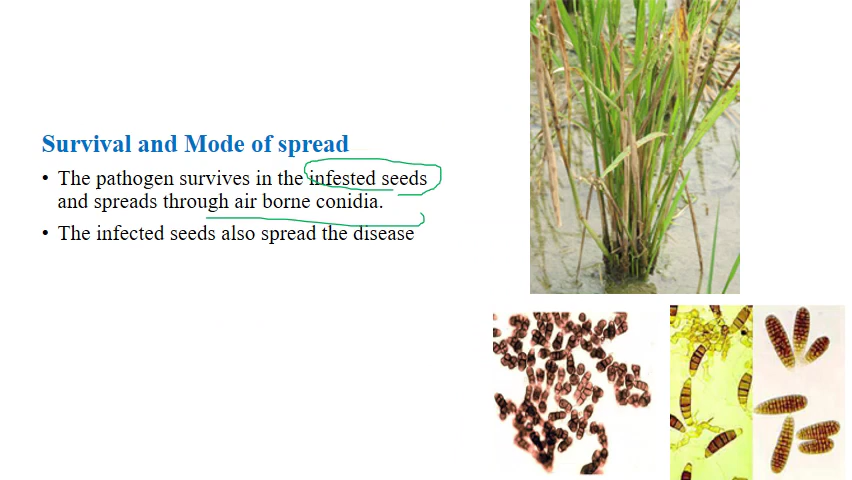 Survival and Mode of spread
• The pathogen survives in the infested seeds
and spreads through air borne conidia.
• The infected seeds also spread the disease